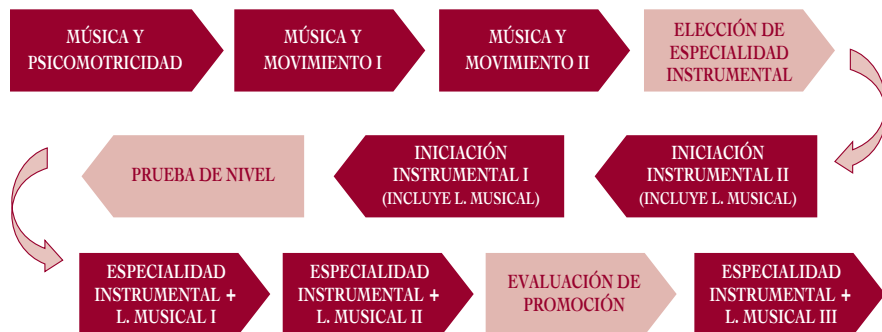 MÚSICA Y
PSICOMOTRICIDAD
MÚSICA Y
MOVIMIENTO I
MÚSICA Y
MOVIMIENTO II
ELECCIÓN DE
ESPECIALIDAD
INSTRUMENTAL
PRUEBA DE NIVEL
INICIACIÓN
INSTRUMENTAL I
(INCLUYE L. MUSICAL)
INICIACIÓN
INSTRUMENTAL II
(INCLUYE L. MUSICAL)
ESPECIALIDAD
INSTRUMENTAL +
L. MUSICAL I
ESPECIALIDAD
INSTRUMENTAL +
L. MUSICAL II
EVALUACIÓN DE
PROMOCIÓN
ESPECIALIDAD
INSTRUMENTAL +
L. MUSICAL III